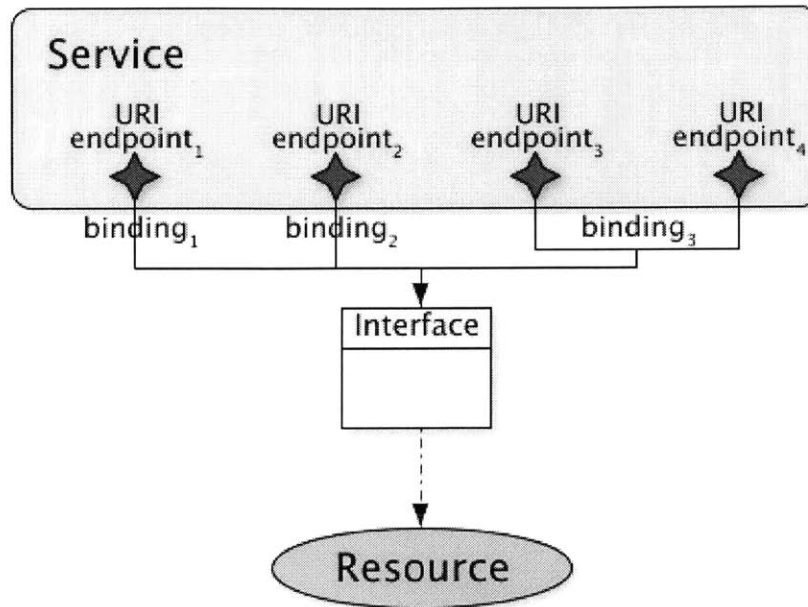 Service
URI
endpoint₁
URI
endpoint₂
URI
endpoint₃
URI
endpoint₄
binding₁
binding₂
binding₃
Interface
Resource